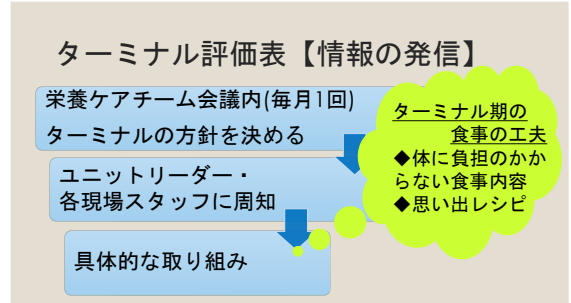 ターミナル評価表【情報の発信】
栄養ケアチーム会議内(毎月1回)
ターミナルの方針を決める
ユニットリーダー・
各現場スタッフに周知
具体的な取り組み
ターミナル期の
食事の工夫
◆体に負担のかか
らない食事内容
◆思い出レシピ